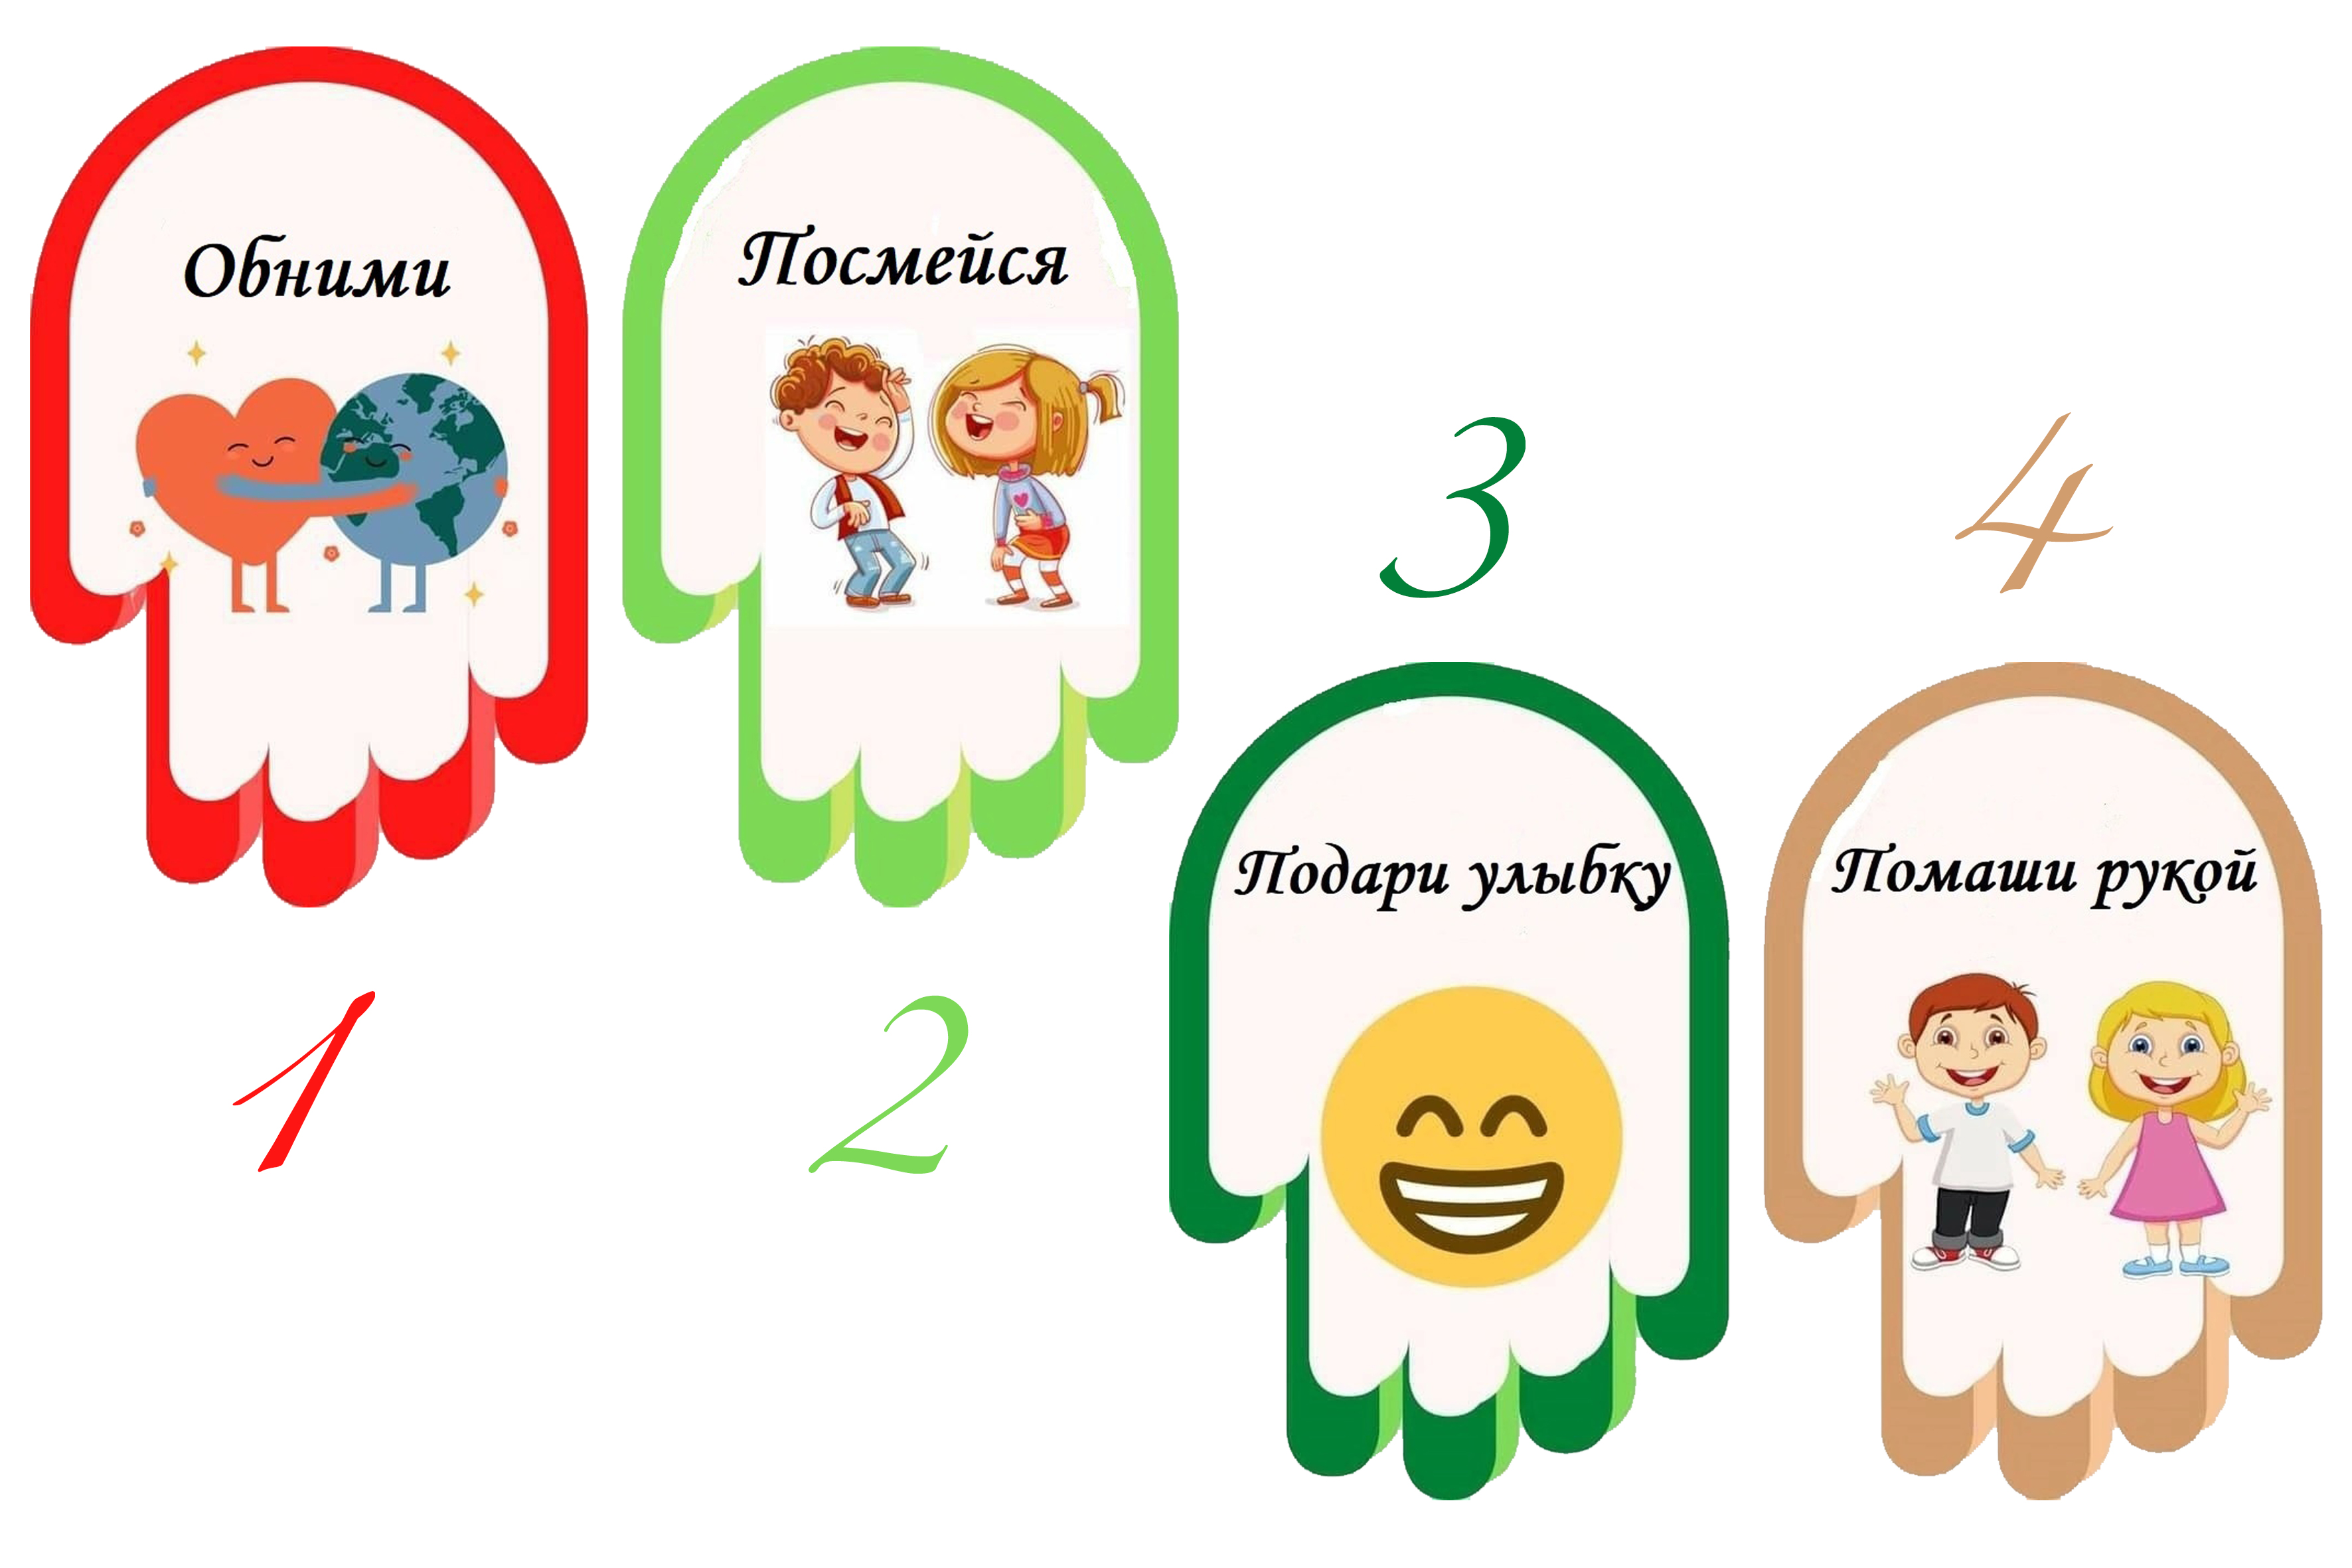 Обними
1
Посмейся
2
3
Подари улыбку
4
Помаши рукой